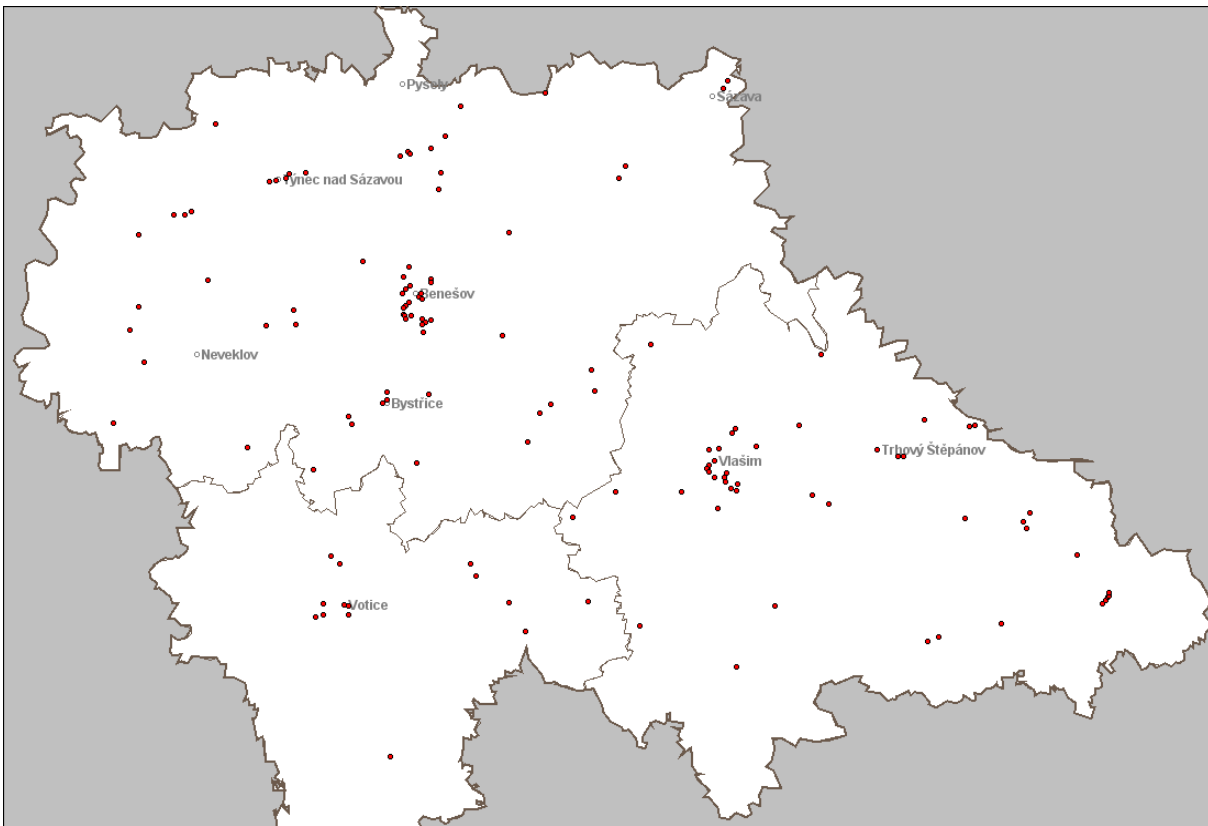 Pyšely
Sázava
Týnec nad Sázavou
Benešov
Neveklov
Bystřice
Trhový Štěpánov
Vlašim
Votice